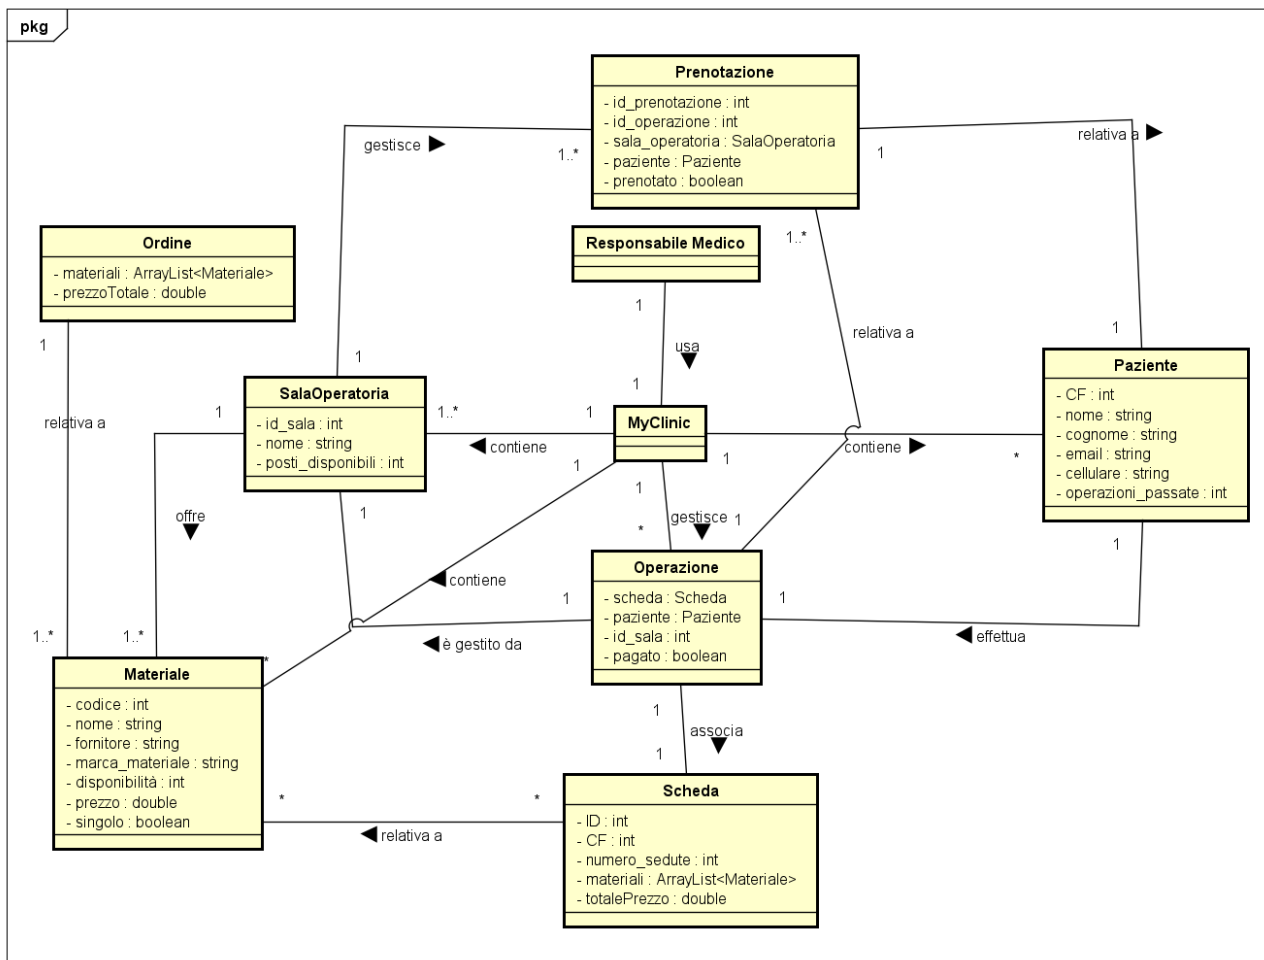 pkg
Prenotazione
- id_prenotazione : int
- id_operazione : int
- sala_operatoria : SalaOperatoria
- paziente : Paziente
- prenotato : boolean
gestisce
1..*
1
relativa a
Ordine
- materiali : ArrayList<Materiale>
- prezzoTotale : double
Responsabile Medico
1..*
1
1
relativa a
1
1
usa
1
Paziente
- CF : int
- nome : string
- cognome : string
- email : string
- cellulare : string
- operazioni_passate : int
SalaOperatoria
- id_sala : int
- nome : string
- posti_disponibili : int
relativa a
1
1..*
1
MyClinic
contiene
contiene
1
1
*
1
offre
1
*
gestisce
1
1
contiene
Operazione
- scheda : Scheda
- paziente : Paziente
- id_sala : int
- pagato : boolean
1
1
1..*
1..*
è gestito da
effettua
*
Materiale
- codice : int
- nome : string
- fornitore : string
- marca_materiale : string
- disponibilità : int
- prezzo : double
- singolo : boolean
1
associa
1
*
*
relativa a
Scheda
- ID : int
- CF : int
- numero_sedute : int
- materiali : ArrayList<Materiale>
- totalePrezzo : double